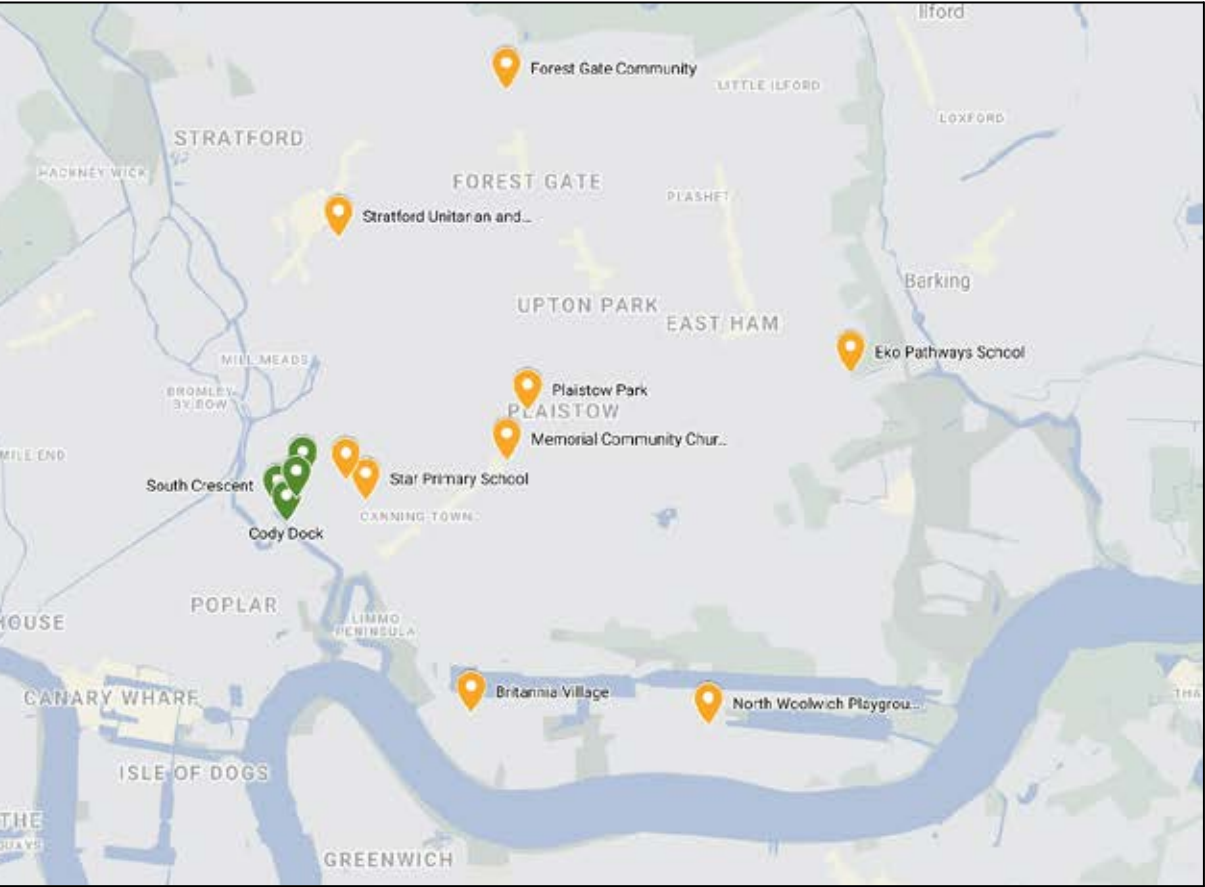 Ilford
Forest Gate Community
LITTLE ILFORD
LOXFORD
STRATFORD
HACKNEY WICK
FOREST GATE
PLASHET
Stratford Unitarian and...
Barking
UPTON PARK
EAST HAM
MILL MEADS
Eko Pathways School
BROMLEY-
BY-BOW
Plaistow Park
PLAISTOW
Memorial Community Chur...
MILE END
South Crescent
Star Primary School
CANNING TOWN
Cody Dock
POPLAR
HOUSE
LIMMO
PENINSULA
CANARY WHARF
Britannia Village
North Woolwich Playgrou...
THA
ISLE OF DOGS
THE
QUAYS
GREENWICH